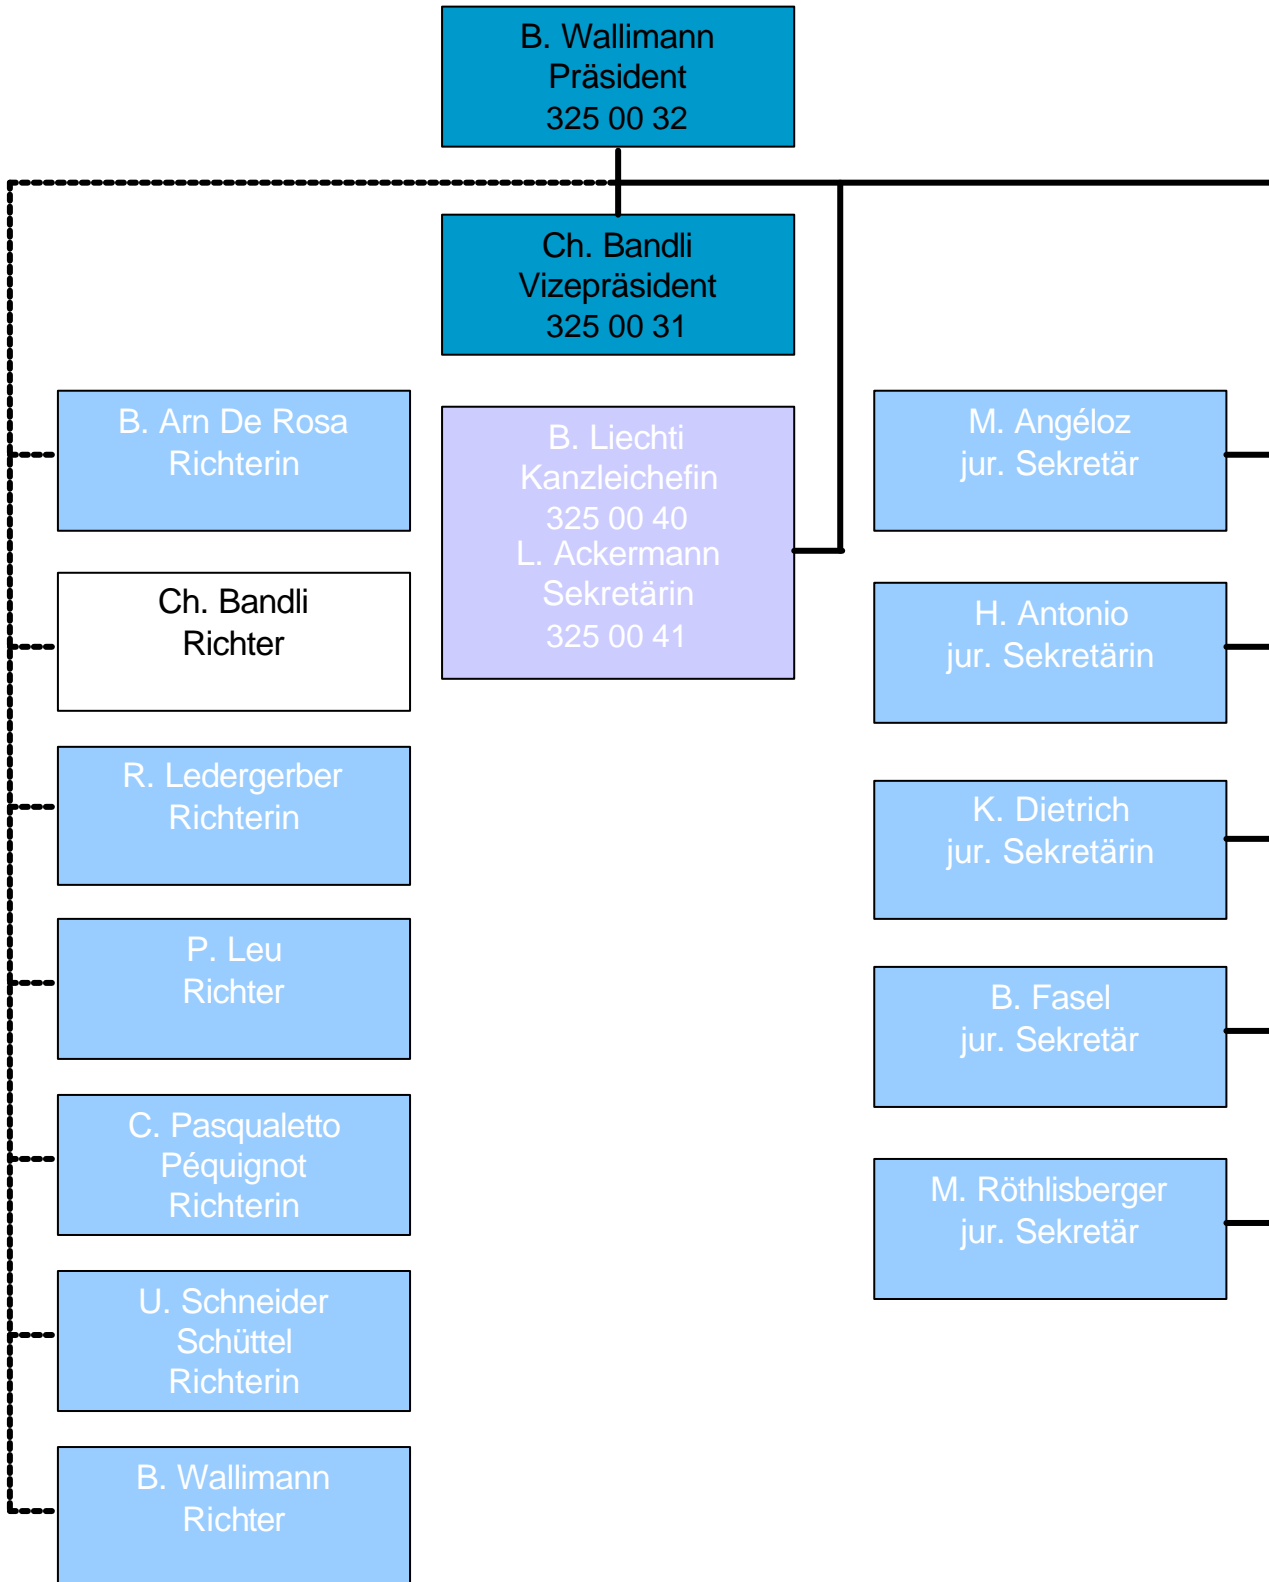 B. Wallimann
Präsident
325 00 32
Ch. Bandli
Vizepräsident
325 00 31
B. Arn De Rosa
Richterin
Ch. Bandli
Richter
R. Ledergerber
Richterin
P. Leu
Richter
C. Pasqualetto
Péquignot
Richterin
U. Schneider
Schüttel
Richterin
B. Wallimann
Richter
B. Liechti
Kanzleichefin
325 00 40
L. Ackermann
Sekretärin
325 00 41
M. Angéloz
jur. Sekretär
H. Antonio
jur. Sekretärin
K. Dietrich
jur. Sekretärin
B. Fasel
jur. Sekretär
M. Röthlisberger
jur. Sekretär